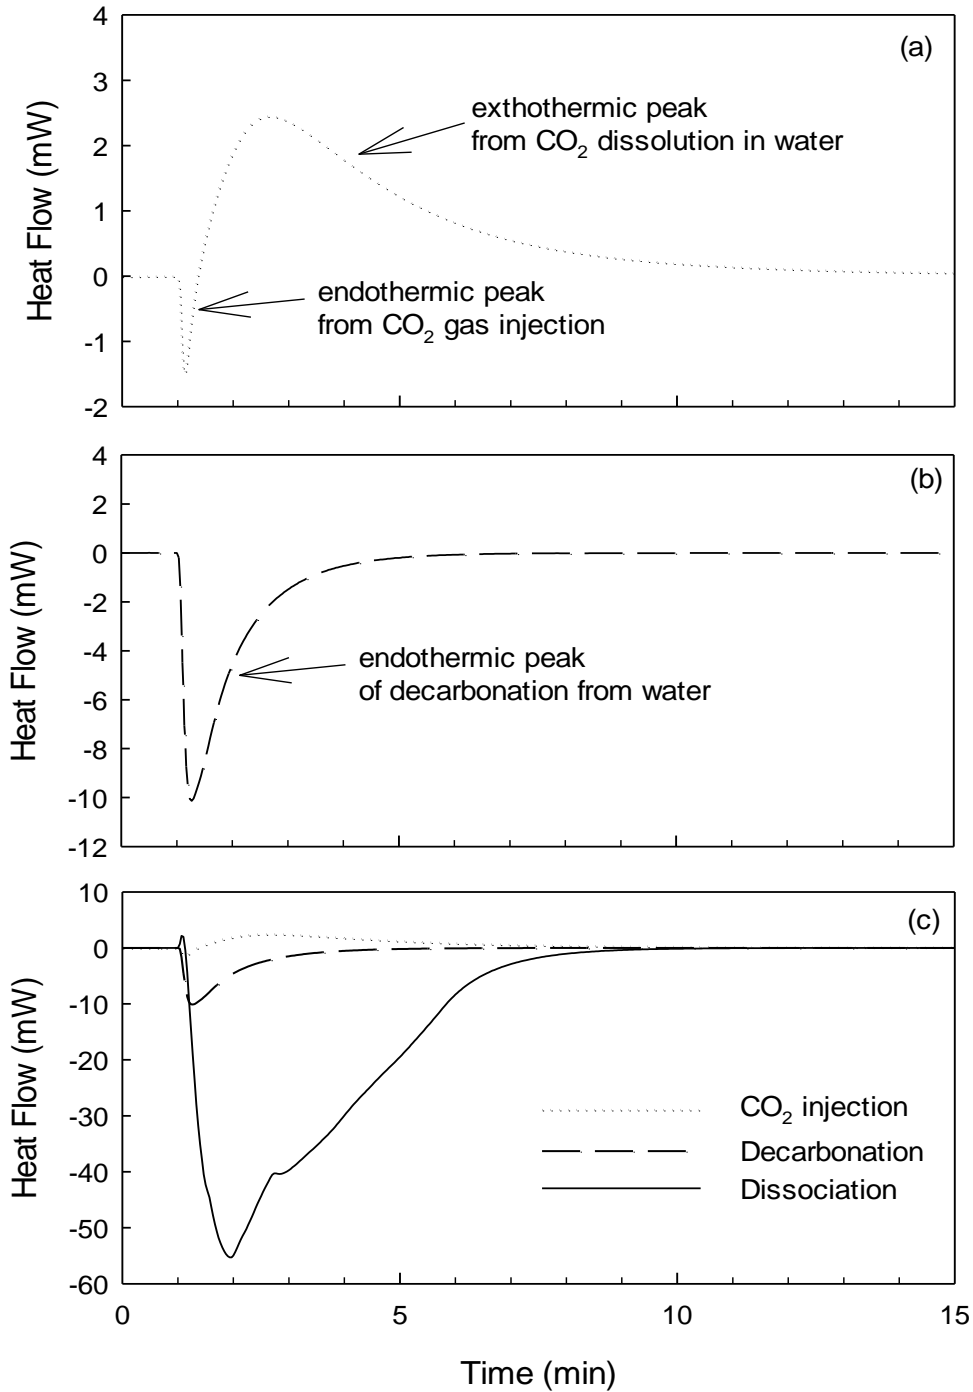 4
(a)
3
exthothermic peak
from CO2 dissolution in water
2
1
0
endothermic peak
from CO2 gas injection
-1
-2
Heat Flow (mW)
4
(b)
2
0
-2
-4
endothermic peak
of decarbonation from water
-6
-8
-10
-12
Heat Flow (mW)
10
(c)
0
-10
-20
-30
CO2 injection
-40
Decarbonation
Dissociation
-50
-60
Heat Flow (mW)
0 5 10 15
Time (min)